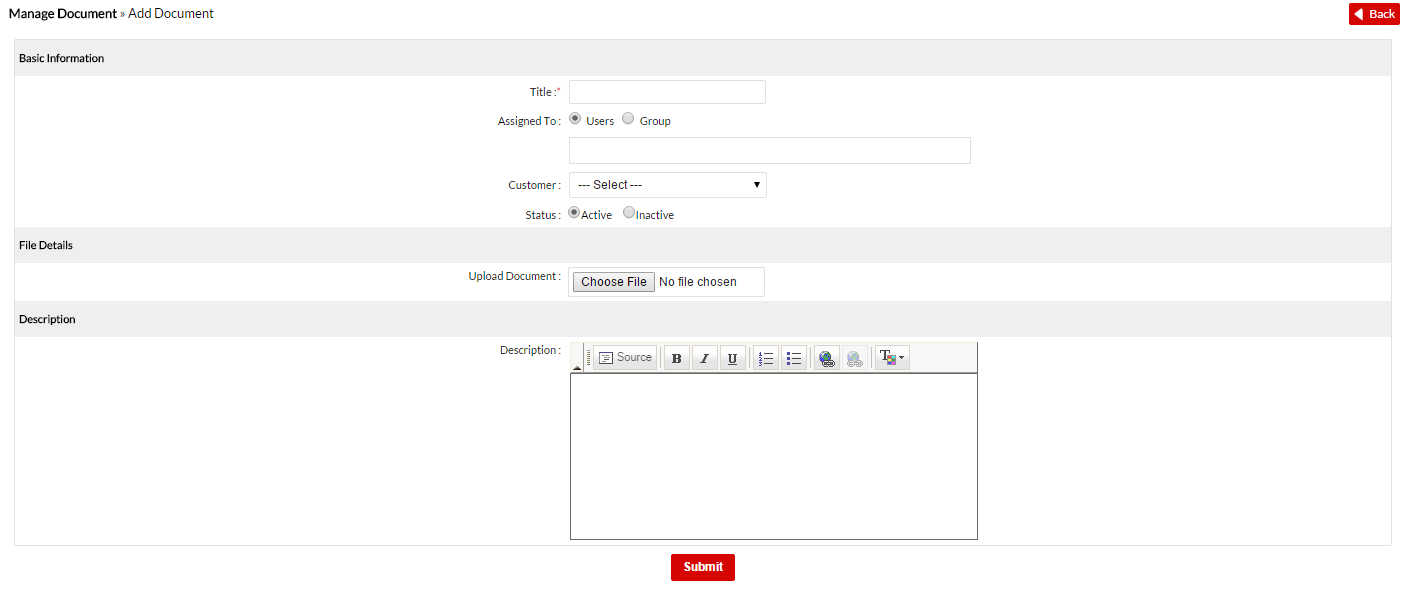 Manage Document » Add Document
Back
Basic Information
Title :*
Assigned To : Users Group
Customer : --- Select ---
Status : Active Inactive
File Details
Upload Document : Choose File No file chosen
Description
Description : Source B I U
Submit